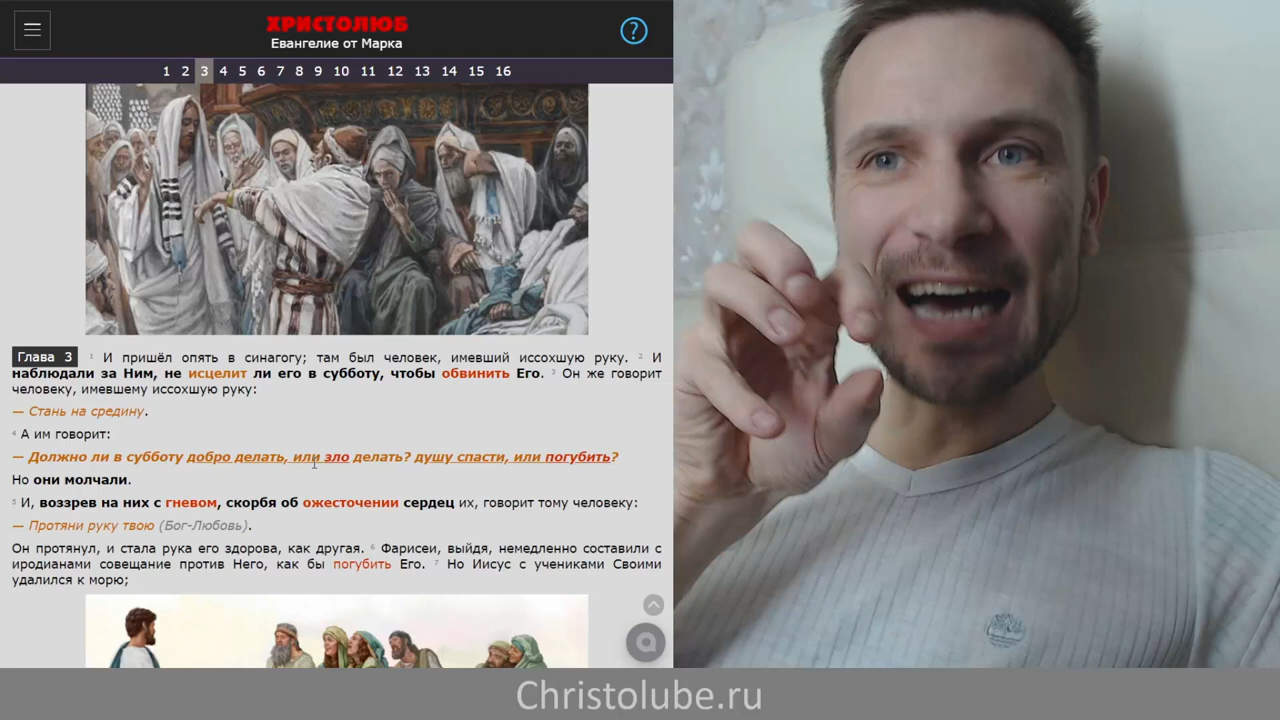 ХРИСТОЛЮБ
Евангелие от Марка
1 2 3 4 5 6 7 8 9 10 11 12 13 14 15 16
Глава 3 1 И пришёл опять в синагогу; там был человек, имевший иссохшую руку. 2 И
наблюдали за Ним, не исцелит ли его в субботу, чтобы обвинить Его. 3 Он же говорит
человеку, имевшему иссохшую руку:
— Стань на средину.
4 А им говорит:
— Должно ли в субботу добро делать, или зло делать? душу спасти, или погубить?
Но они молчали.
5 И, воззрев на них с гневом, скорбя об ожесточении сердец их, говорит тому человеку:
— Протяни руку твою (Бог-Любовь).
Он протянул, и стала рука его здорова, как другая. 6 Фарисеи, выйдя, немедленно составили с
иродианами совещание против Него, как бы погубить Его. 7 Но Иисус с учениками Своими
удалился к морю;
Christolube.ru